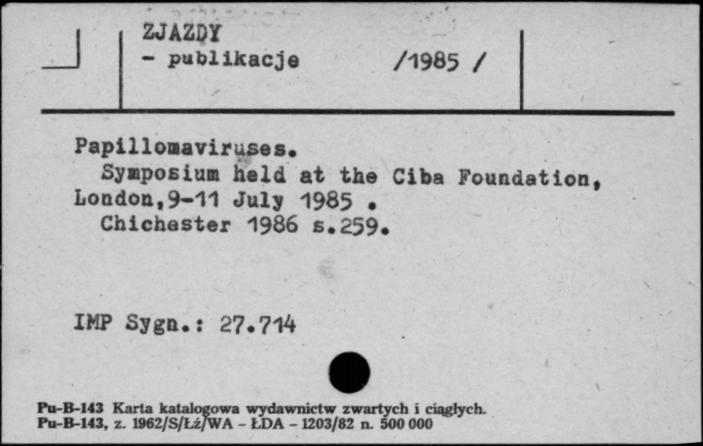 ZJAZDY
- publikacje /1985 /
Papillomaviruses.
Symposium held at the Ciba Foundation,
London,9-11 July 1985 .
Chichester 1986 s.259.
IMP Sygn.: 27.714
Pu-B-143 Karta katalogowa wydawnictw zwartych i ciągłych.
Pu-B-143, z. 1962/S/Łź/WA - ŁDA - 1203/82 n. 500 000